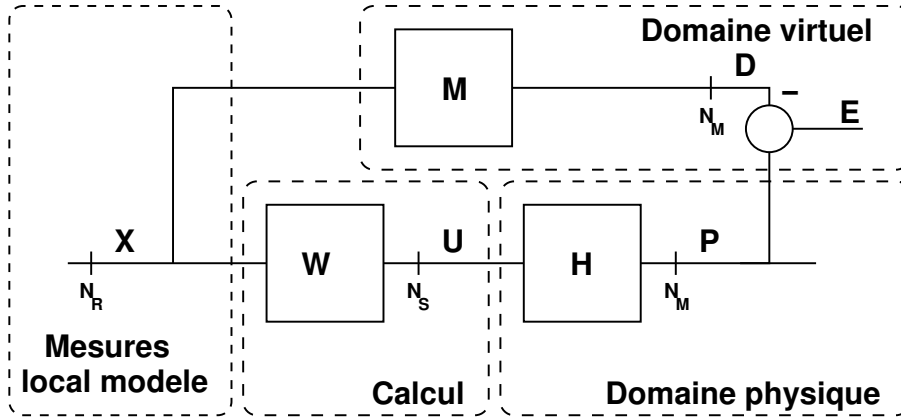 Domaine virtuel
M
D
−
N_M
E
X
N_R
W
U
N_S
H
P
N_M
Mesures
local modele
Calcul
Domaine physique